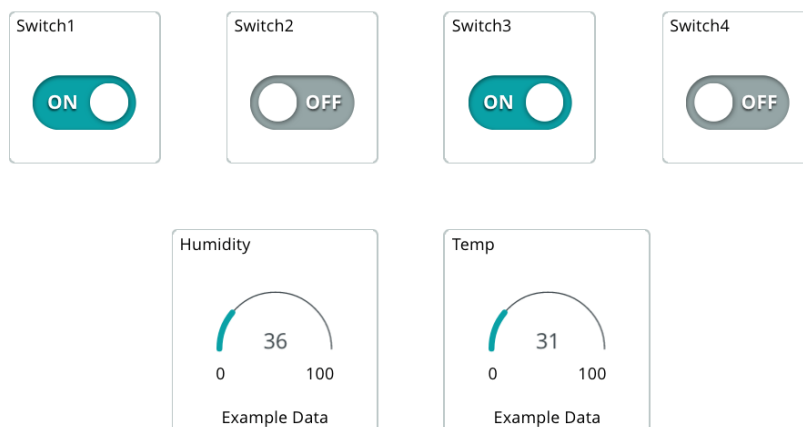 Switch1
Switch2
Switch3
Switch4
ON
OFF
ON
OFF
Humidity
Temp
36
31
0
100
0
100
Example Data
Example Data